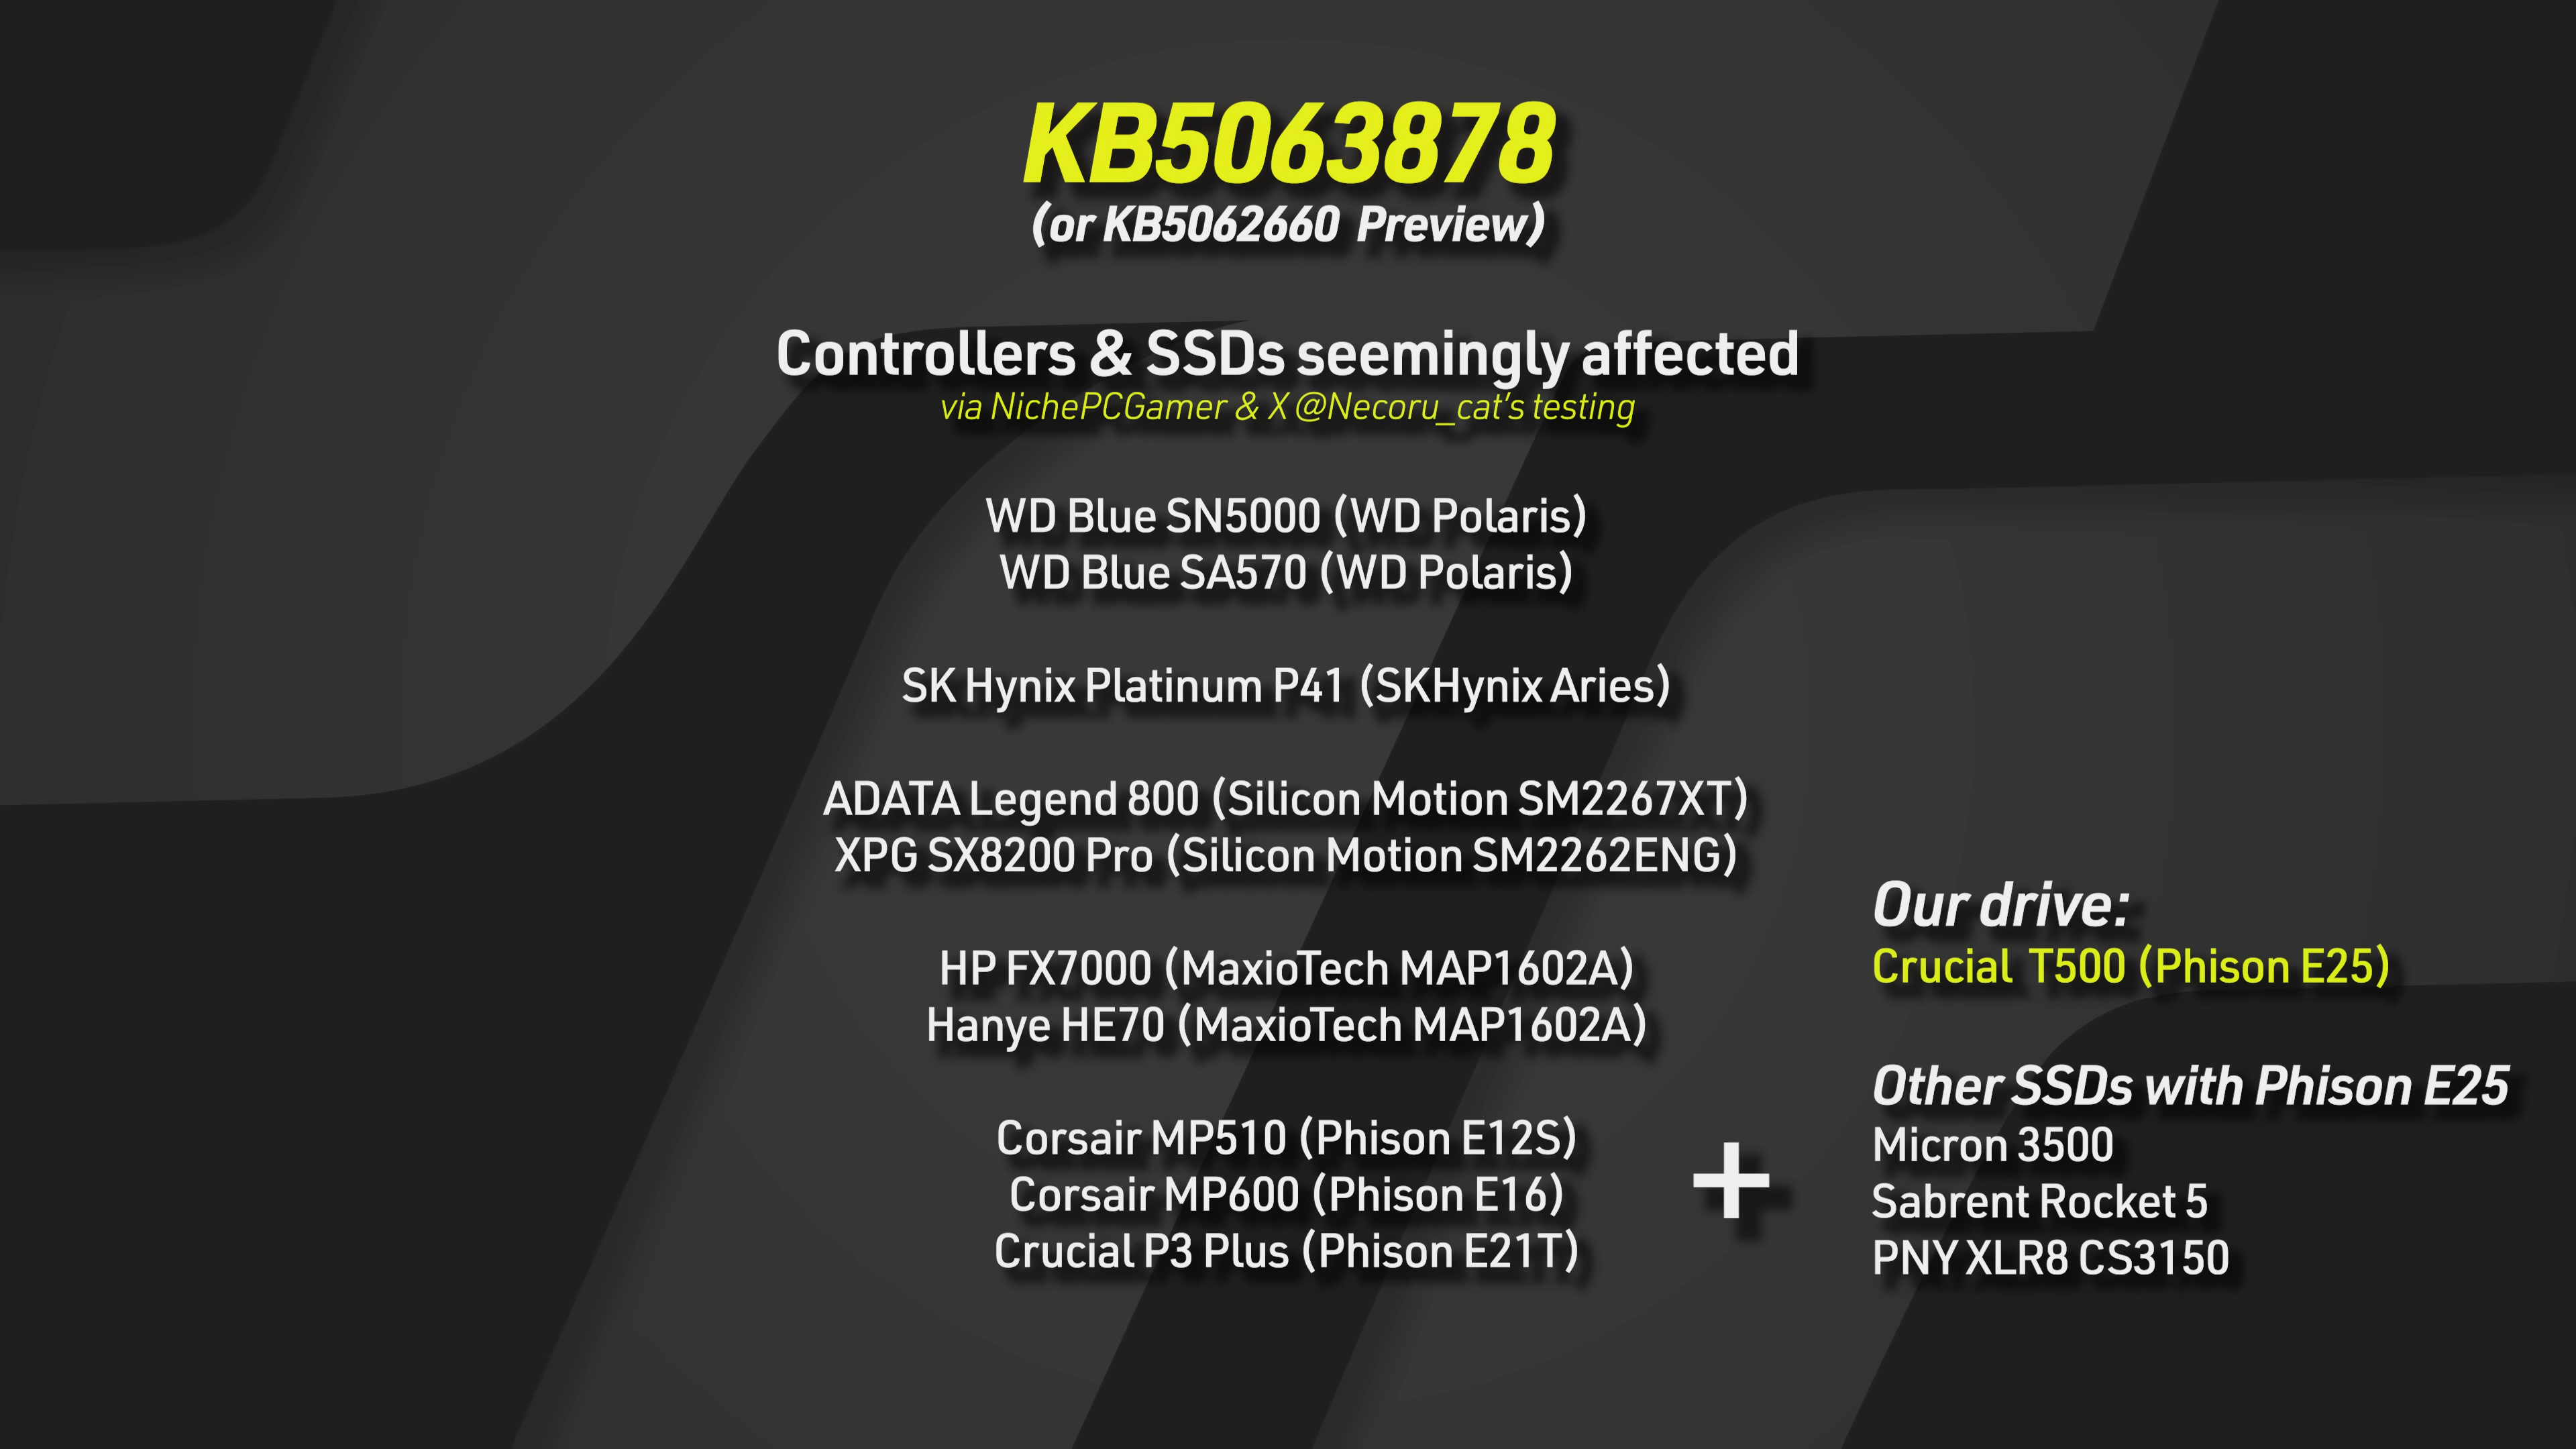 KB5063878
(or KB5062660 Preview)
Controllers & SSDs seemingly affected
via NichePCGamer & X @Necoru_cat's testing
WD Blue SN5000 (WD Polaris)
WD Blue SA570 (WD Polaris)
SK Hynix Platinum P41 (SKHynix Aries)
ADATA Legend 800 (Silicon Motion SM2267XT)
XPG SX8200 Pro (Silicon Motion SM2262ENG)
HP FX7000 (MaxioTech MAP1602A)
Hanye HE70 (MaxioTech MAP1602A)
Corsair MP510 (Phison E12S)
Corsair MP600 (Phison E16)
Crucial P3 Plus (Phison E21T)
+
Our drive:
Crucial T500 (Phison E25)
Other SSDs with Phison E25
Micron 3500
Sabrent Rocket 5
PNY XLR8 CS3150